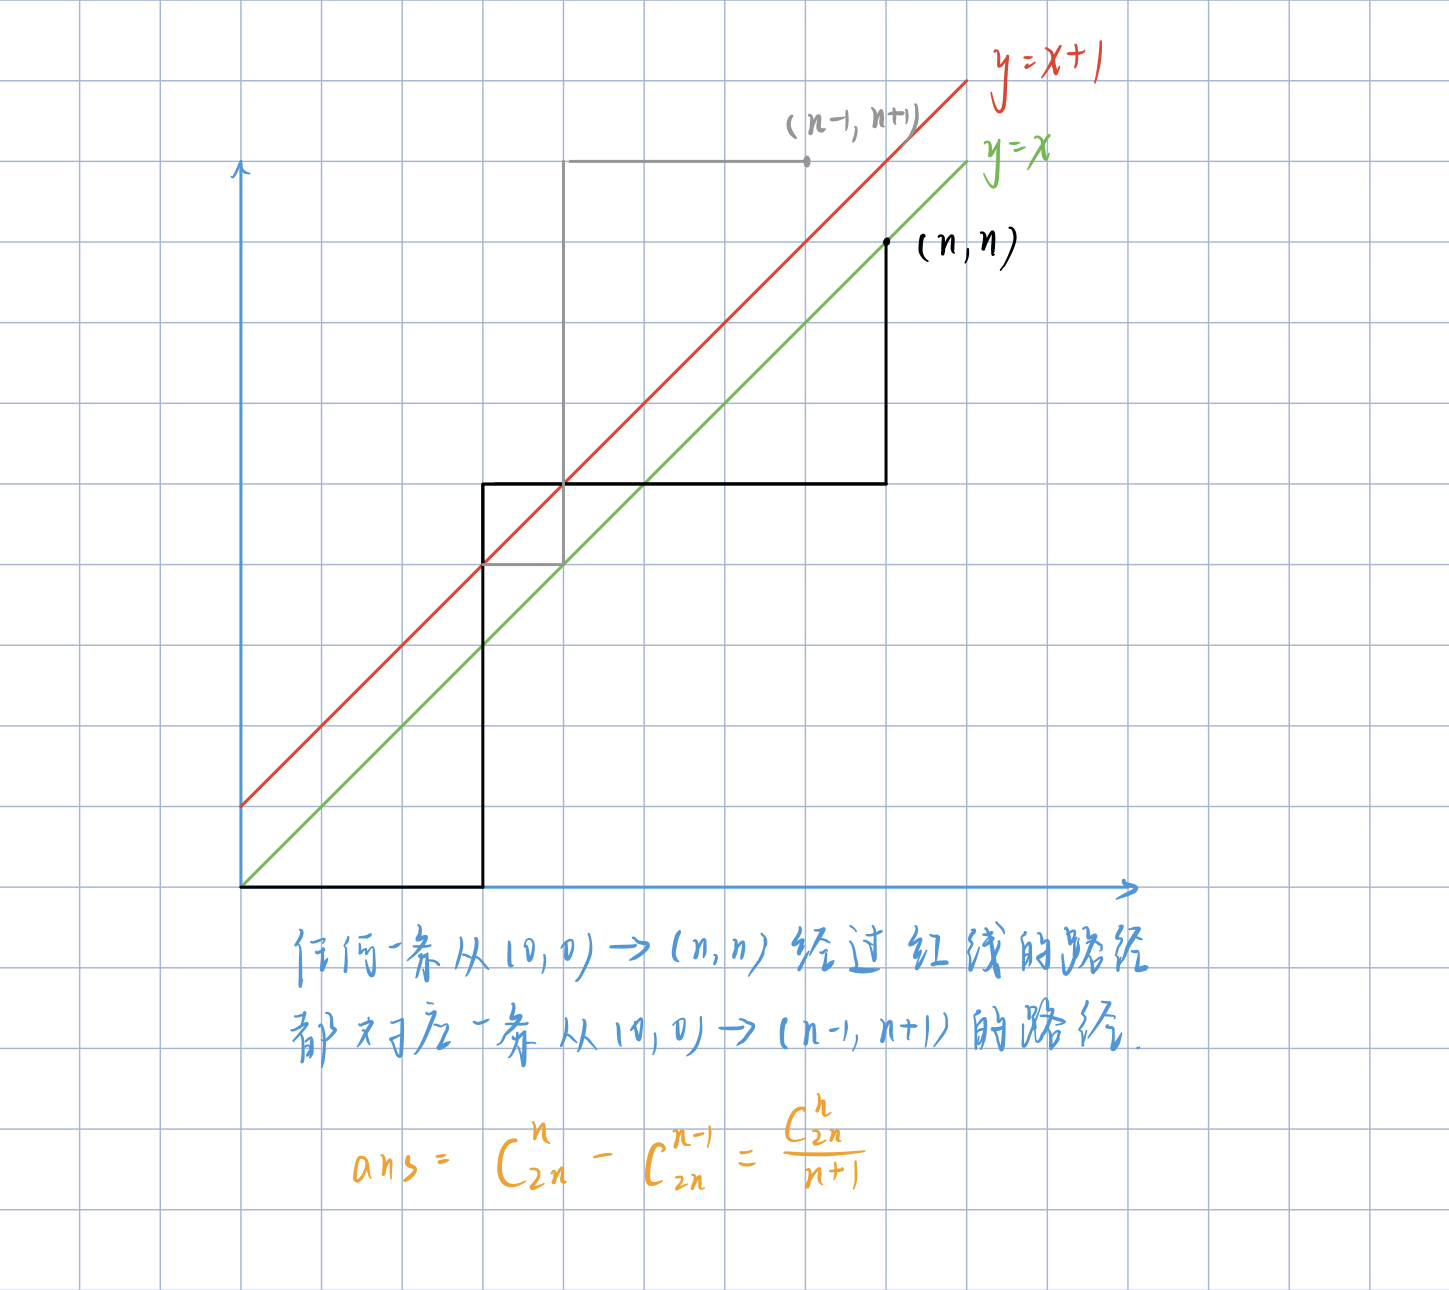 y=x+1
(n-1, n+1)
y=x
(n,n)
任何一条从(0,0)→(n,n)经过红线的路径
都对应一条从(0,0)→(n-1,n+1)的路径.
ans = C_{2n}^{n} - C_{2n}^{n-1} = \frac{C_{2n}^{n}}{n+1}